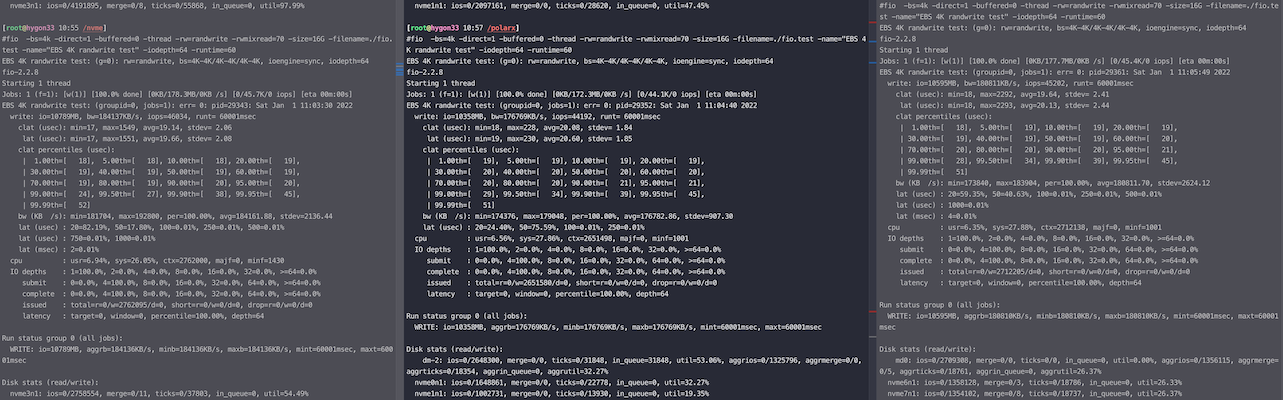 nvme3n1: ios=0/4191895, merge=0/8, ticks=0/55868, in_queue=0, util=97.99%
[root@hygon33 10:55 /nvme]
#fio  -bs=4k -direct=1 -buffered=0 -thread -rw=randwrite -rwmixread=70 -size=16G -filename=./fio.
test -name="EBS 4K randwrite test" -iodepth=64 -runtime=60
EBS 4K randwrite test: (g=0): rw=randwrite, bs=4K-4K/4K-4K/4K-4K, ioengine=sync, iodepth=64
fio-2.2.8
Starting 1 thread
Jobs: 1 (f=1): [w(1)] [100.0% done] [0KB/178.3MB/0KB /s] [0/45.7K/0 iops] [eta 00m:00s]
EBS 4K randwrite test: (groupid=0, jobs=1): err= 0: pid=29343: Sat Jan  1 11:03:30 2022
write: io=10789MB, bw=184137KB/s, iops=46034, runt= 60001msec
clat (usec): min=17, max=1549, avg=19.14, stdev= 2.06
lat (usec): min=17, max=1551, avg=19.66, stdev= 2.08
clat percentiles (usec):
|  1.00th=[   18],  5.00th=[   18], 10.00th=[   18], 20.00th=[   19],
| 30.00th=[   19], 40.00th=[   19], 50.00th=[   19], 60.00th=[   19],
| 70.00th=[   19], 80.00th=[   19], 90.00th=[   20], 95.00th=[   20],
| 99.00th=[   24], 99.50th=[   27], 99.90th=[   38], 99.95th=[   45],
| 99.99th=[   52]
bw (KB  /s): min=181704, max=192800, per=100.00%, avg=184161.88, stdev=2136.44
lat (usec) : 20=82.19%, 50=17.80%, 100=0.01%, 250=0.01%, 500=0.01%
lat (usec) : 750=0.01%, 1000=0.01%
lat (msec) : 2=0.01%
cpu          : usr=6.94%, sys=26.05%, ctx=2762000, majf=0, minf=1430
IO depths    : 1=100.0%, 2=0.0%, 4=0.0%, 8=0.0%, 16=0.0%, 32=0.0%, >=64=0.0%
submit    : 0=0.0%, 4=100.0%, 8=0.0%, 16=0.0%, 32=0.0%, 64=0.0%, >=64=0.0%
complete  : 0=0.0%, 4=100.0%, 8=0.0%, 16=0.0%, 32=0.0%, 64=0.0%, >=64=0.0%
issued    : total=r=0/w=2762095/d=0, short=r=0/w=0/d=0, drop=r=0/w=0/d=0
latency   : target=0, window=0, percentile=100.00%, depth=64
Run status group 0 (all jobs):
WRITE: io=10789MB, aggrb=184136KB/s, minb=184136KB/s, maxb=184136KB/s, mint=60001msec, maxt=600
01msec
Disk stats (read/write):
nvme3n1: ios=0/2758554, merge=0/11, ticks=0/37803, in_queue=0, util=54.49%
nvme1n1: ios=0/2097161, merge=0/1, ticks=0/28620, in_queue=0, util=47.45%
[root@hygon33 10:57 /polarx]
#fio  -bs=4k -direct=1 -buffered=0 -thread -rw=randwrite -rwmixread=70 -size=16G -filename=./fio.test -name="EBS 4
K randwrite test" -iodepth=64 -runtime=60
EBS 4K randwrite test: (g=0): rw=randwrite, bs=4K-4K/4K-4K/4K-4K, ioengine=sync, iodepth=64
fio-2.2.8
Starting 1 thread
Jobs: 1 (f=1): [w(1)] [100.0% done] [0KB/172.3MB/0KB /s] [0/44.1K/0 iops] [eta 00m:00s]
EBS 4K randwrite test: (groupid=0, jobs=1): err= 0: pid=29352: Sat Jan  1 11:04:40 2022
write: io=10358MB, bw=176769KB/s, iops=44192, runt= 60001msec
clat (usec): min=18, max=228, avg=20.08, stdev= 1.84
lat (usec): min=19, max=230, avg=20.60, stdev= 1.85
clat percentiles (usec):
|  1.00th=[   19],  5.00th=[   19], 10.00th=[   19], 20.00th=[   19],
| 30.00th=[   20], 40.00th=[   20], 50.00th=[   20], 60.00th=[   20],
| 70.00th=[   20], 80.00th=[   20], 90.00th=[   21], 95.00th=[   21],
| 99.00th=[   29], 99.50th=[   34], 99.90th=[   39], 99.95th=[   45],
| 99.99th=[   51]
bw (KB  /s): min=174376, max=179048, per=100.00%, avg=176782.86, stdev=907.30
lat (usec) : 20=24.40%, 50=75.59%, 100=0.01%, 250=0.01%
cpu          : usr=6.56%, sys=27.86%, ctx=2651498, majf=0, minf=1001
IO depths    : 1=100.0%, 2=0.0%, 4=0.0%, 8=0.0%, 16=0.0%, 32=0.0%, >=64=0.0%
submit    : 0=0.0%, 4=100.0%, 8=0.0%, 16=0.0%, 32=0.0%, 64=0.0%, >=64=0.0%
complete  : 0=0.0%, 4=100.0%, 8=0.0%, 16=0.0%, 32=0.0%, 64=0.0%, >=64=0.0%
issued    : total=r=0/w=2651580/d=0, short=r=0/w=0/d=0, drop=r=0/w=0/d=0
latency   : target=0, window=0, percentile=100.00%, depth=64
Run status group 0 (all jobs):
WRITE: io=10358MB, aggrb=176769KB/s, minb=176769KB/s, maxb=176769KB/s, mint=60001msec, maxt=60001msec
Disk stats (read/write):
dm-2: ios=0/2648300, merge=0/0, ticks=0/31848, in_queue=31848, util=53.06%, aggrios=0/1325796, aggrmerge=0/0,
aggrticks=0/18354, aggrin_queue=0, aggrutil=32.27%
nvme0n1: ios=0/1648861, merge=0/0, ticks=0/22778, in_queue=0, util=32.27%
nvme1n1: ios=0/1002731, merge=0/1, ticks=0/13930, in_queue=0, util=19.35%
#fio  -bs=4k -direct=1 -buffered=0 -thread -rw=randwrite -rwmixread=70 -size=16G -filename=./fio.te
st -name="EBS 4K randwrite test" -iodepth=64 -runtime=60
EBS 4K randwrite test: (g=0): rw=randwrite, bs=4K-4K/4K-4K/4K-4K, ioengine=sync, iodepth=64
fio-2.2.8
Starting 1 thread
Jobs: 1 (f=1): [w(1)] [100.0% done] [0KB/177.2MB/0KB /s] [0/45.4K/0 iops] [eta 00m:00s]
EBS 4K randwrite test: (groupid=0, jobs=1): err= 0: pid=29361: Sat Jan  1 11:05:49 2022
write: io=10595MB, bw=180811KB/s, iops=45202, runt= 60001msec
clat (usec): min=18, max=2292, avg=19.64, stdev= 2.41
lat (usec): min=18, max=2293, avg=20.13, stdev= 2.44
clat percentiles (usec):
|  1.00th=[   18],  5.00th=[   19], 10.00th=[   19], 20.00th=[   19],
| 30.00th=[   19], 40.00th=[   19], 50.00th=[   19], 60.00th=[   20],
| 70.00th=[   20], 80.00th=[   20], 90.00th=[   20], 95.00th=[   21],
| 99.00th=[   28], 99.50th=[   34], 99.90th=[   39], 99.95th=[   45],
| 99.99th=[   51]
bw (KB  /s): min=173840, max=183904, per=100.00%, avg=180811.70, stdev=2624.12
lat (usec) : 20=59.35%, 50=40.63%, 100=0.01%, 250=0.01%, 500=0.01%
lat (usec) : 1000=0.01%
lat (msec) : 4=0.01%
cpu          : usr=6.35%, sys=27.88%, ctx=2712138, majf=0, minf=1001
IO depths    : 1=100.0%, 2=0.0%, 4=0.0%, 8=0.0%, 16=0.0%, 32=0.0%, >=64=0.0%
submit    : 0=0.0%, 4=100.0%, 8=0.0%, 16=0.0%, 32=0.0%, 64=0.0%, >=64=0.0%
complete  : 0=0.0%, 4=100.0%, 8=0.0%, 16=0.0%, 32=0.0%, 64=0.0%, >=64=0.0%
issued    : total=r=0/w=2712205/d=0, short=r=0/w=0/d=0, drop=r=0/w=0/d=0
latency   : target=0, window=0, percentile=100.00%, depth=64
Run status group 0 (all jobs):
WRITE: io=10595MB, aggrb=180810KB/s, minb=180810KB/s, maxb=180810KB/s, mint=60001msec, maxt=60001
msec
Disk stats (read/write):
md0: ios=0/2709308, merge=0/0, ticks=0/0, in_queue=0, util=0.00%, aggrios=0/1356115, aggrmerge=
0/5, aggrticks=0/18761, aggrin_queue=0, aggrutil=26.37%
nvme6n1: ios=0/1358128, merge=0/3, ticks=0/18786, in_queue=0, util=26.33%
nvme7n1: ios=0/1354102, merge=0/8, ticks=0/18737, in_queue=0, util=26.37%